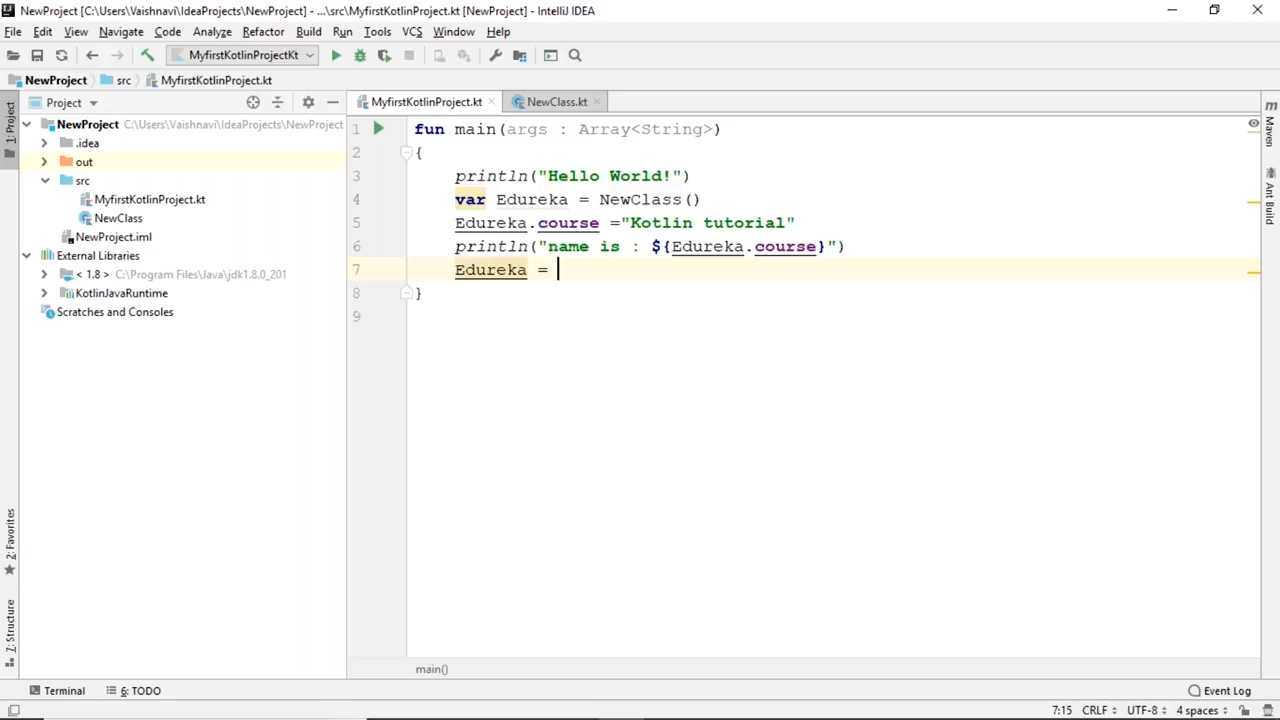 NewProject [C:\Users\Vaishnavi\IdeaProjects\NewProject] - ...\src\MyfirstKotlinProject.kt [NewProject] - IntelliJ IDEA
File Edit View Navigate Code Analyze Refactor Build Run Tools VCS Window Help
MyfirstKotlinProjectKt
NewProject src MyfirstKotlinProject.kt
Project
MyfirstKotlinProject.kt NewClass.kt
1: Project
NewProject C:\Users\Vaishnavi\IdeaProjects\NewProject
.idea
out
src
MyfirstKotlinProject.kt
NewClass
NewProject.iml
External Libraries
< 1.8 > C:\Program Files\Java\jdk1.8.0_201
KotlinJavaRuntime
Scratches and Consoles
1 fun main(args : Array<String>)
2 {
3 println("Hello World!")
4 var Edureka = NewClass()
5 Edureka.course ="Kotlin tutorial"
6 println("name is : ${Edureka.course}")
7 Edureka =
8 }
9
m Maven
Ant Build
2: Favorites
7: Structure
main()
Terminal 6: TODO Event Log
7:15 CRLF UTF-8 4 spaces